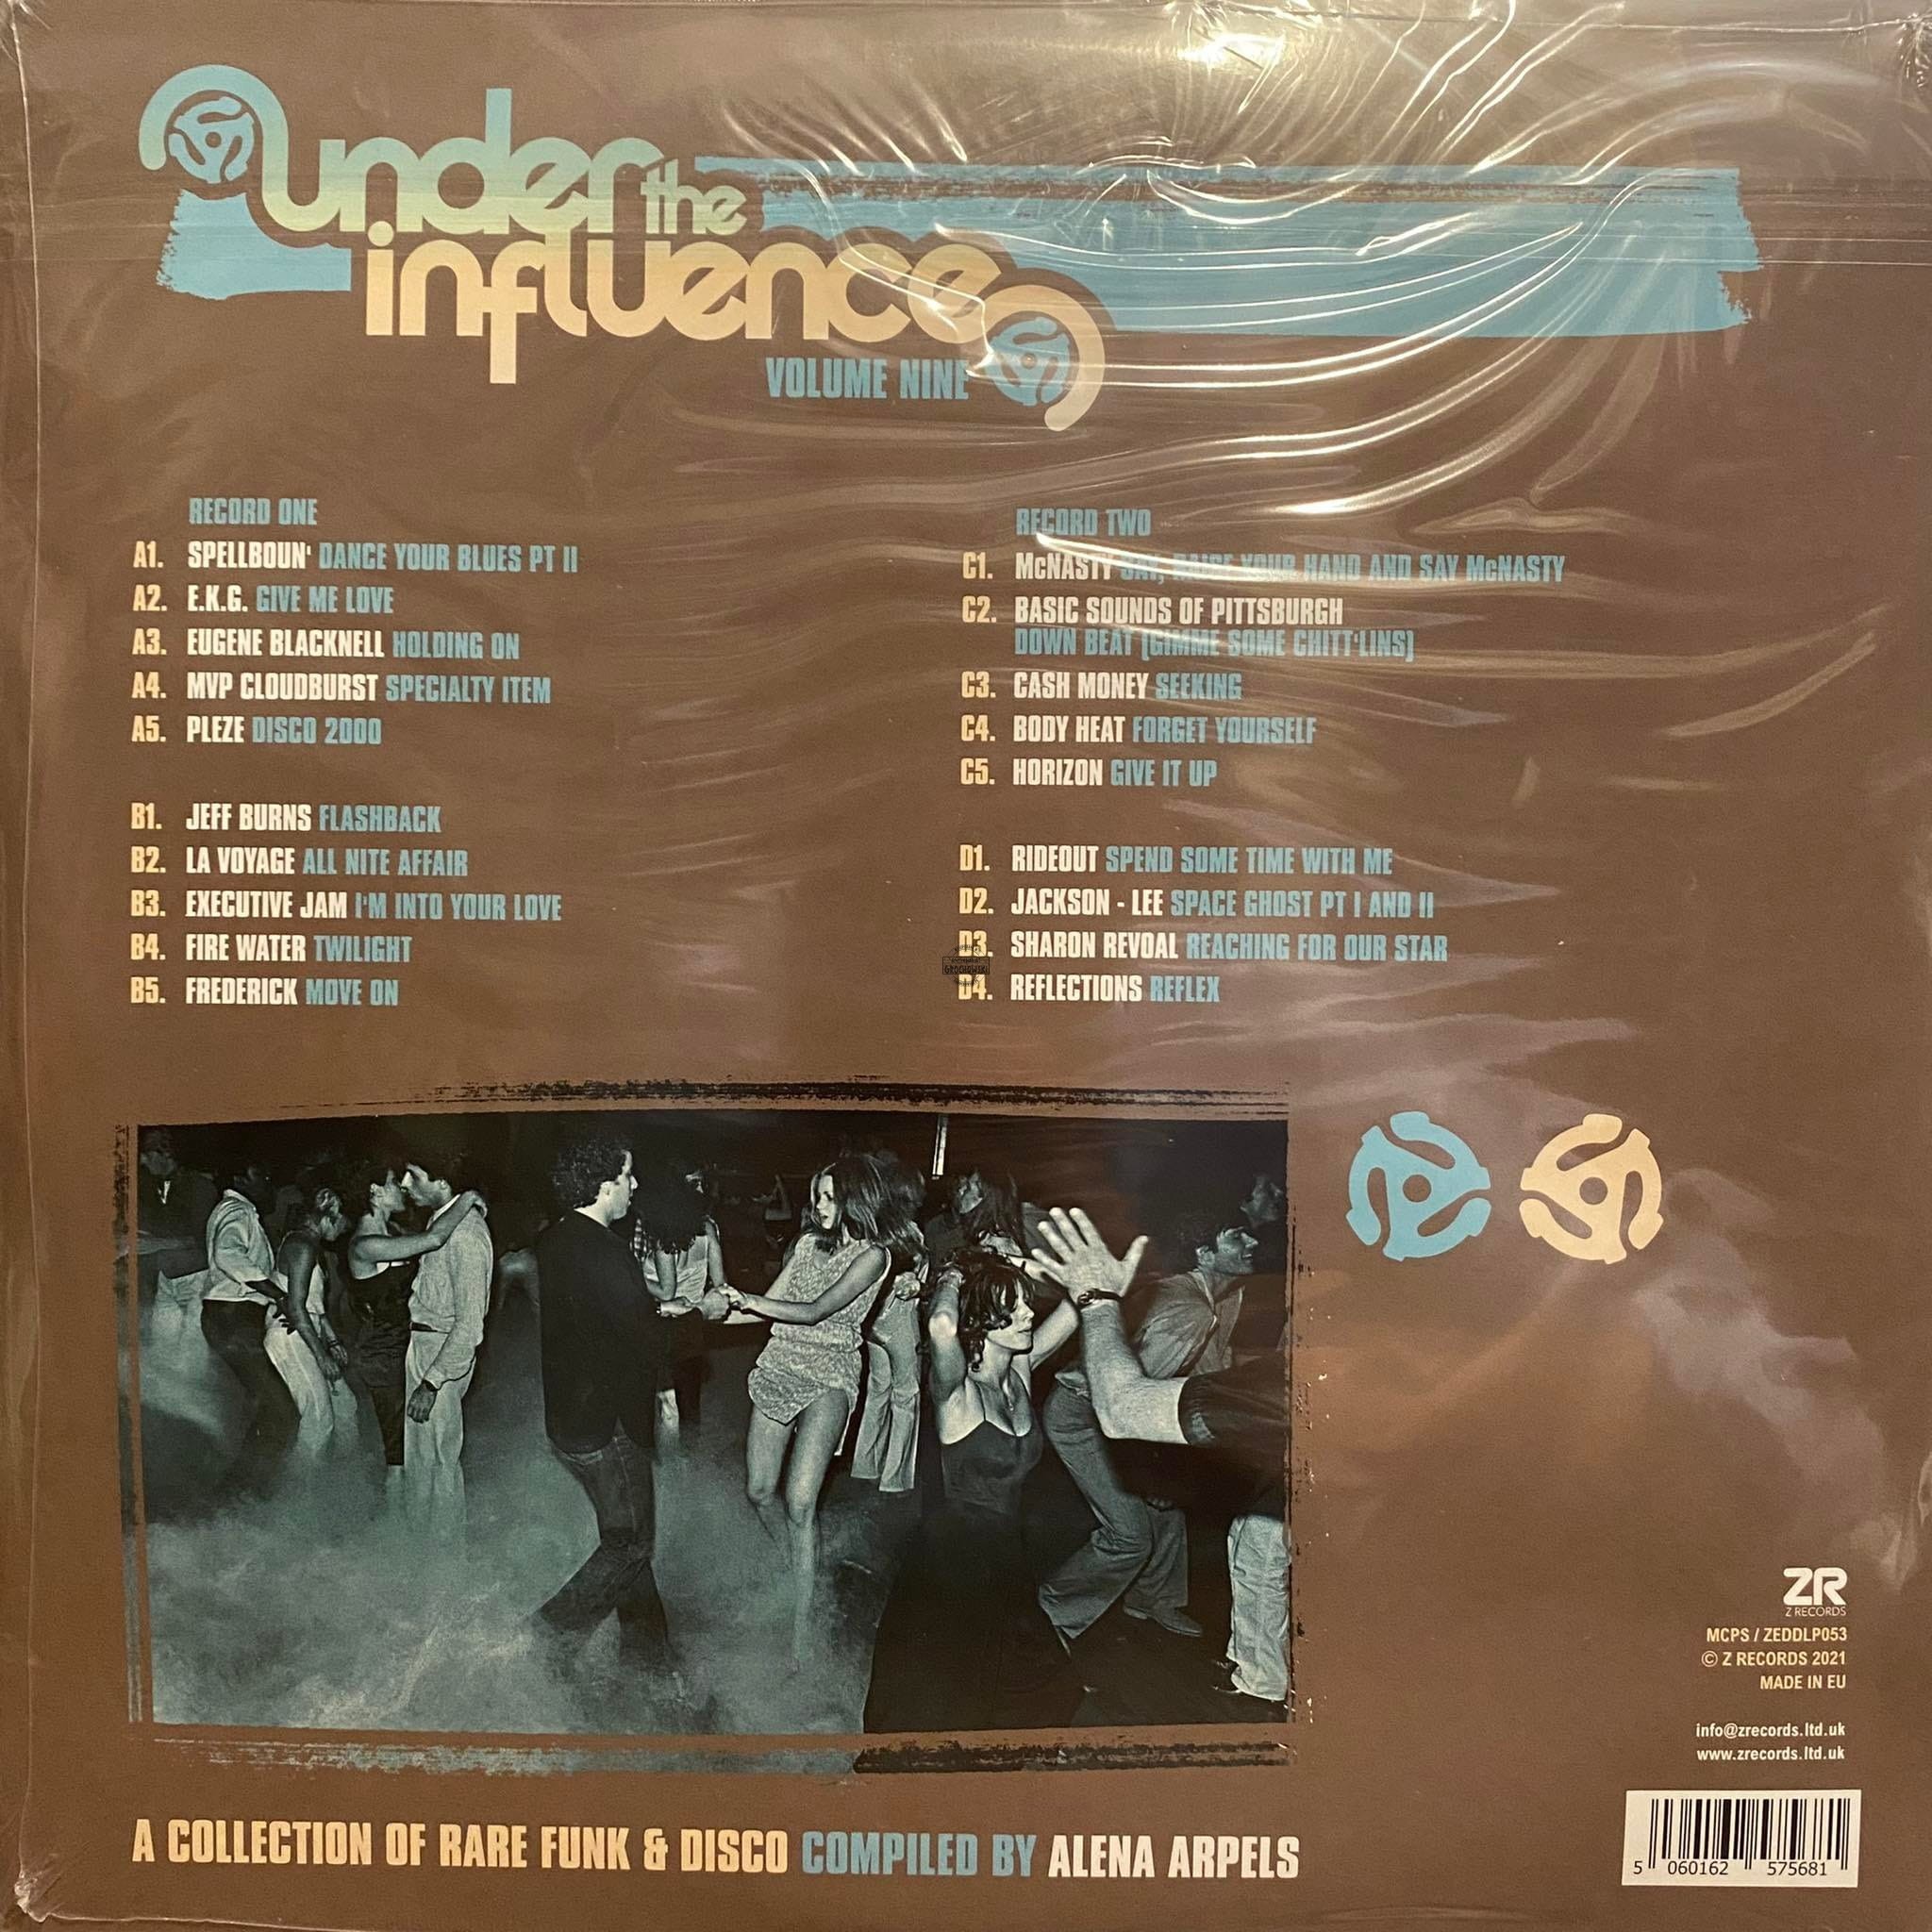 under the
influence
VOLUME NINE
RECORD ONE
A1. SPELLBOUN' DANCE YOUR BLUES PT II
A2. E.K.G. GIVE ME LOVE
A3. EUGENE BLACKNELL HOLDING ON
A4. MVP CLOUDBURST SPECIALTY ITEM
A5. PLEZE DISCO 2000
B1. JEFF BURNS FLASHBACK
B2. LA VOYAGE ALL NITE AFFAIR
B3. EXECUTIVE JAM I'M INTO YOUR LOVE
B4. FIRE WATER TWILIGHT
B5. FREDERICK MOVE ON
RECORD TWO
C1. McNASTY SAY, RAISE YOUR HAND AND SAY McNASTY
C2. BASIC SOUNDS OF PITTSBURGH
DOWN BEAT [GIMME SOME CHITT'LINS]
C3. CASH MONEY SEEKING
C4. BODY HEAT FORGET YOURSELF
C5. HORIZON GIVE IT UP
D1. RIDEOUT SPEND SOME TIME WITH ME
D2. JACKSON - LEE SPACE GHOST PT I AND II
D3. SHARON REVOAL REACHING FOR OUR STAR
D4. REFLECTIONS REFLEX
GROCHOWSKI
ZR
Z RECORDS
MCPS / ZEDDLP053
© Z RECORDS 2021
MADE IN EU
info@zrecords.ltd.uk
www.zrecords.ltd.uk
5 060162 575681
A COLLECTION OF RARE FUNK & DISCO COMPILED BY ALENA ARPELS